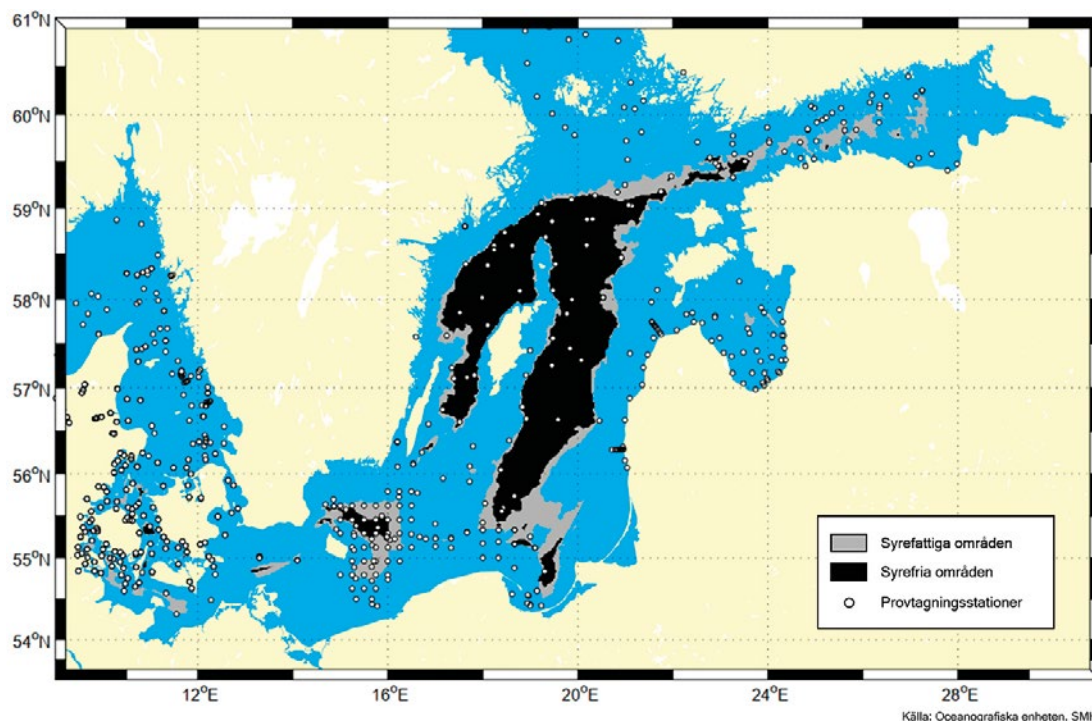 61°N
60°N
59°N
58°N
57°N
56°N
55°N
54°N
12°E
16°E
20°E
24°E
28°E
Syrefattiga områden
Syrefria områden
Provtagningsstationer
Källa: Oceanografiska enheten, SMH